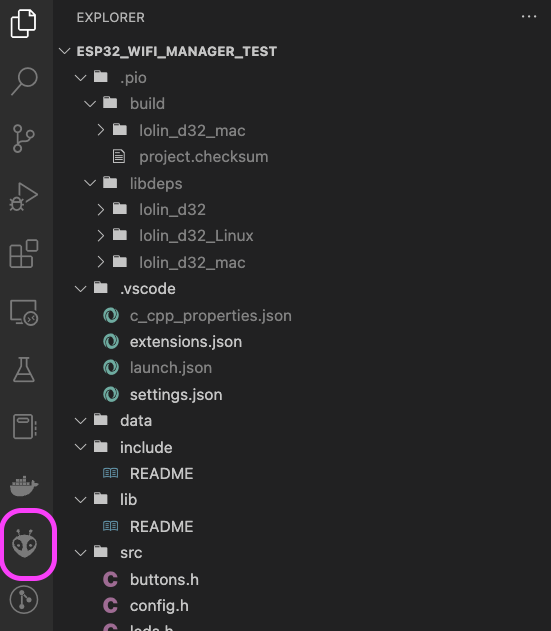 EXPLORER
ESP32_WIFI_MANAGER_TEST
.pio
build
lolin_d32_mac
project.checksum
libdeps
lolin_d32
lolin_d32_Linux
lolin_d32_mac
.vscode
c_cpp_properties.json
extensions.json
launch.json
settings.json
data
include
README
lib
README
src
C buttons.h
C config.h
C leds.h